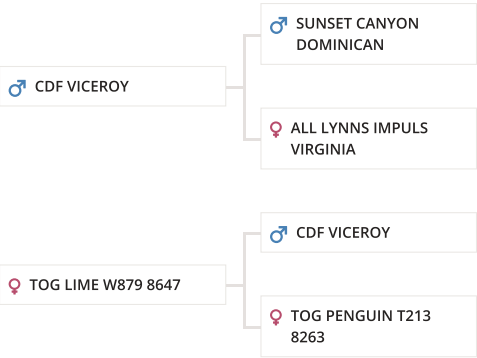 SUNSET CANYON
DOMINICAN
CDF VICEROY
ALL LYNNS IMPULS
VIRGINIA
CDF VICEROY
TOG LIME W879 8647
TOG PENGUIN T213
8263